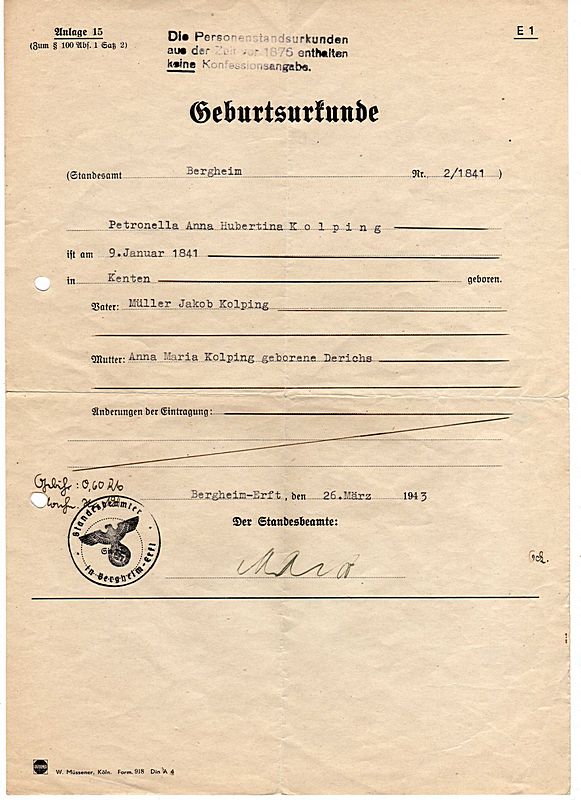 Anlage 15
(Zum § 100 Abs. 1 Satz 2)
E 1
Die Personenstandsurkunden
aus der Zeit vor 1876 enthalten
keine Konfessionsangabe.
Geburtsurkunde
(Standesamt Bergheim Nr. 2/1841 )
Petronella Anna Hubertina Kolping
ist am 9.Januar 1841
in Kenten geboren.
Vater: Müller Jakob Kolping
Mutter: Anna Maria Kolping geborene Derichs
Änderungen der Eintragung:
Gebühr: 0,60 RM
Bergheim-Erft, den 26.März 1943
Der Standesbeamte:
Standesbeamter
in Bergheim-Erft
W. Müssener, Köln. Form. 918 Din A 4